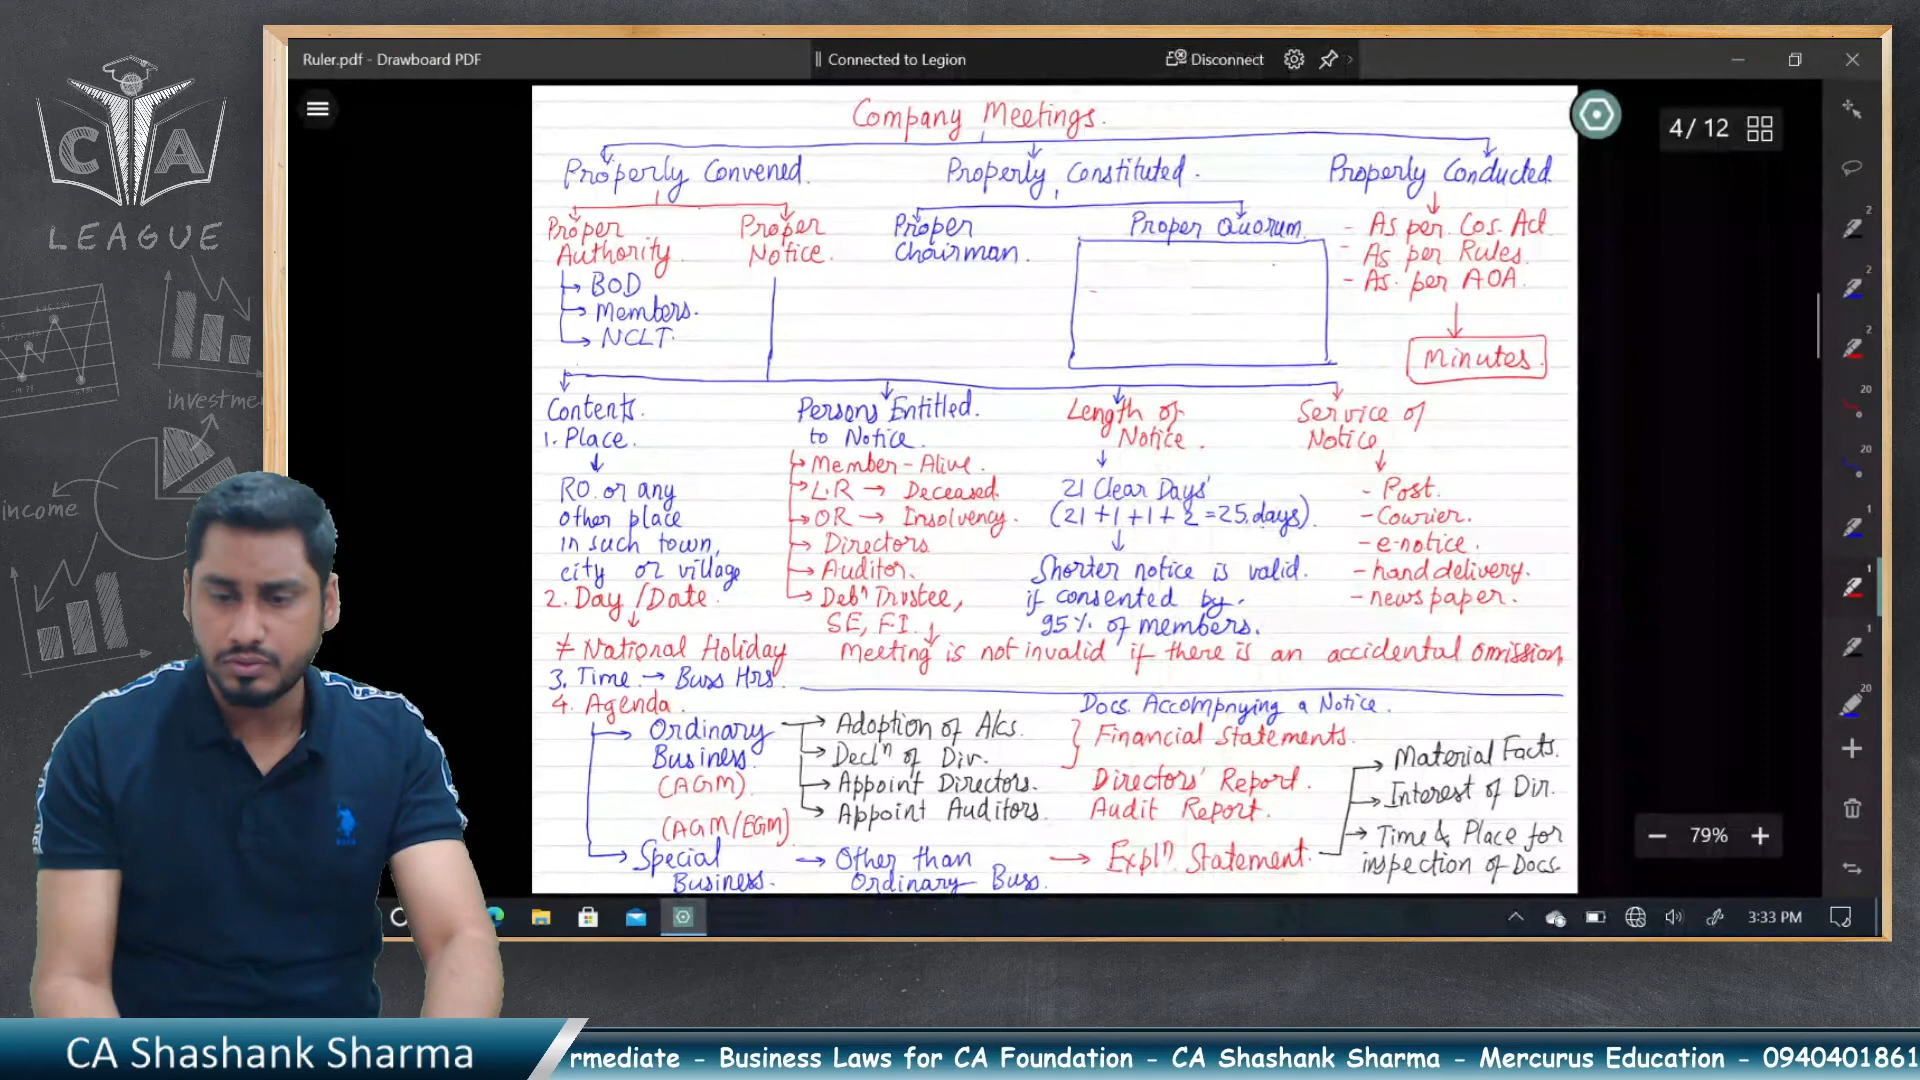 CA
LEAGUE
investme
income
Ruler.pdf - Drawboard PDF
Connected to Legion
Disconnect
4 / 12
Company Meetings.
Properly Convened.
Properly Constituted.
Properly Conducted.
Proper Authority.
Proper Notice.
Proper Chairman.
Proper Quorum.
- As per Cos. Act
- As per Rules.
- As per AOA.
→ BOD
→ Members.
→ NCLT.
Minutes.
Contents.
1. Place.
RO. or any
other place
in such town,
city or village
2. Day / Date.
≠ National Holiday
3. Time → Buss Hrs.
4. Agenda.
Persons Entitled.
to Notice.
→ Member - Alive.
→ L.R → Deceased.
→ OR → Insolvency.
→ Directors
→ Auditor.
→ Debn Trustee,
SE, F.I.
Length of
Notice.
21 Clear Days'
(21 +1 +1 + 2 = 25 days).
Shorter notice is valid.
if consented by.
95% of members.
Service of
Notice
- Post.
- Courier.
- e-notice.
- hand delivery.
- newspaper.
Meeting is not invalid if there is an accidental omission.
→ Ordinary
Business.
(AGM).
→ Adoption of A/cs.
→ Decln of Div.
→ Appoint Directors.
→ Appoint Auditors.
(AGM/EGM)
→ Special
Business.
→ Other than
Ordinary Buss.
Docs. Accompnying a Notice.
Financial Statements.
Directors' Report.
Audit Report.
→ Expln. Statement.
→ Material Facts.
→ Interest of Dir.
→ Time & Place for
inspection of Docs.
79%
3:33 PM
CA Shashank Sharma
rmediate - Business Laws for CA Foundation - CA Shashank Sharma - Mercurus Education - 0940401861